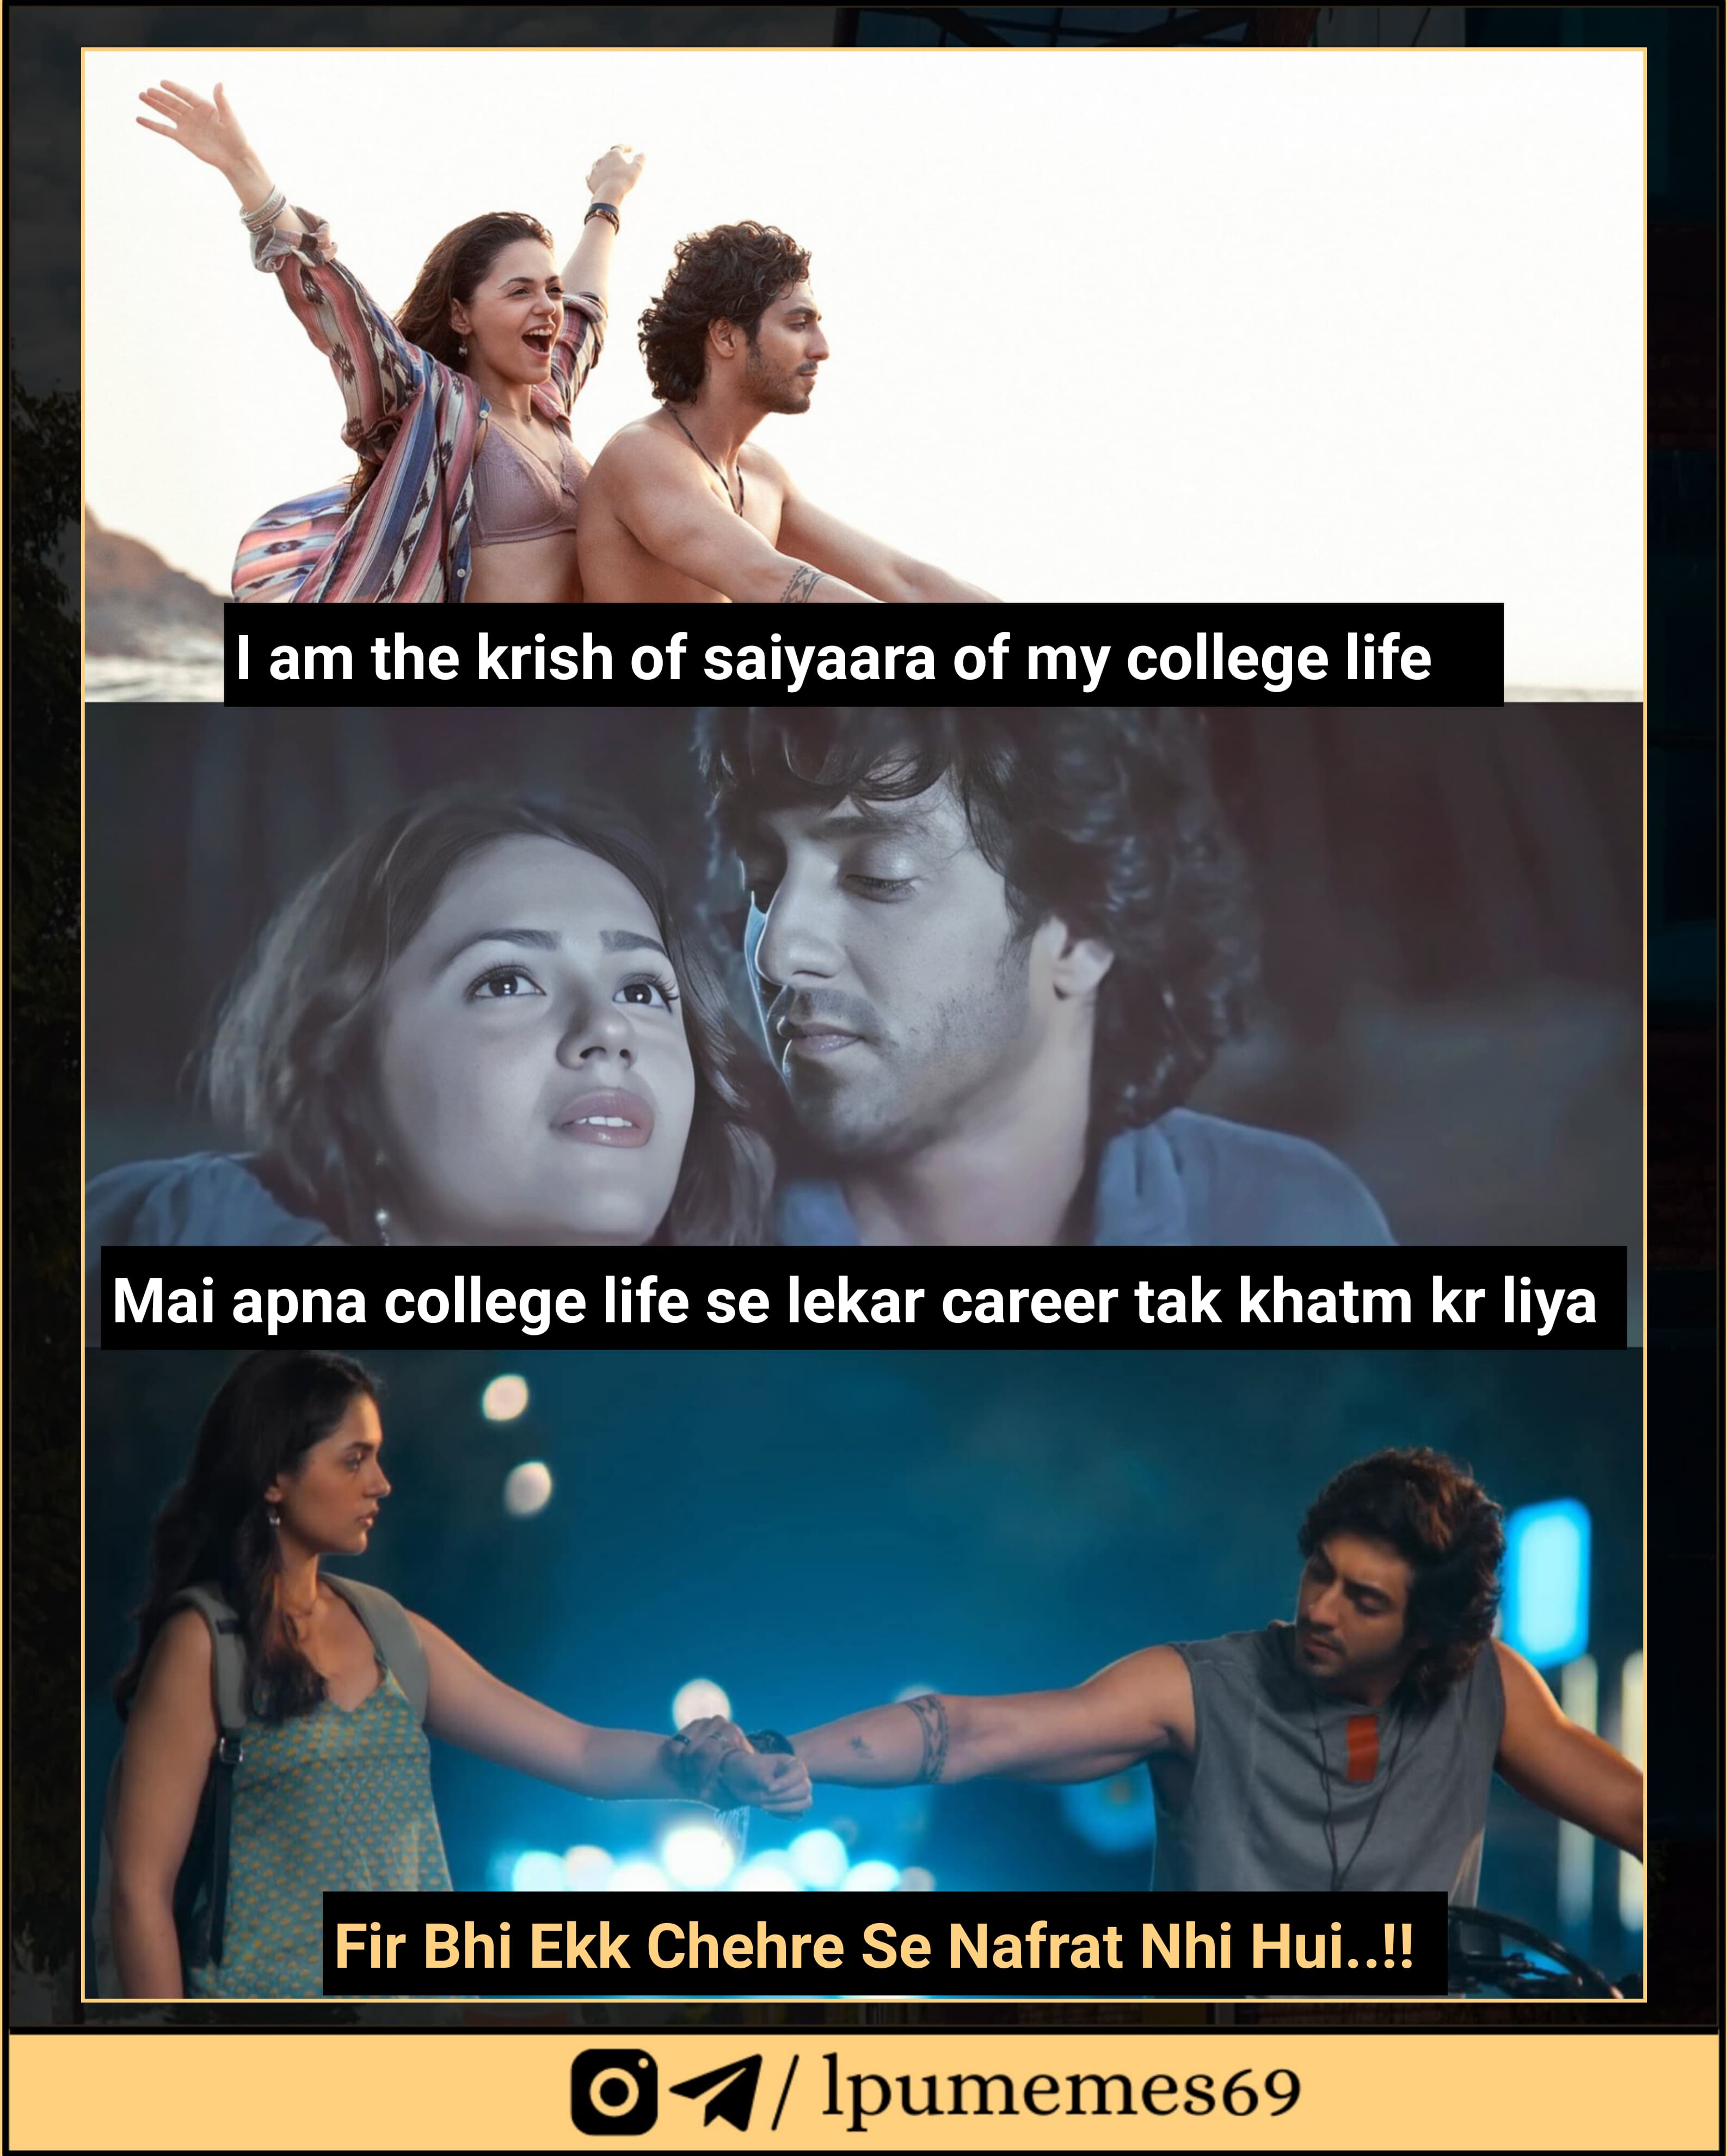 I am the krish of saiyaara of my college life
Mai apna college life se lekar career tak khatm kr liya
Fir Bhi Ekk Chehre Se Nafrat Nhi Hui..!!
/ lpumemes69